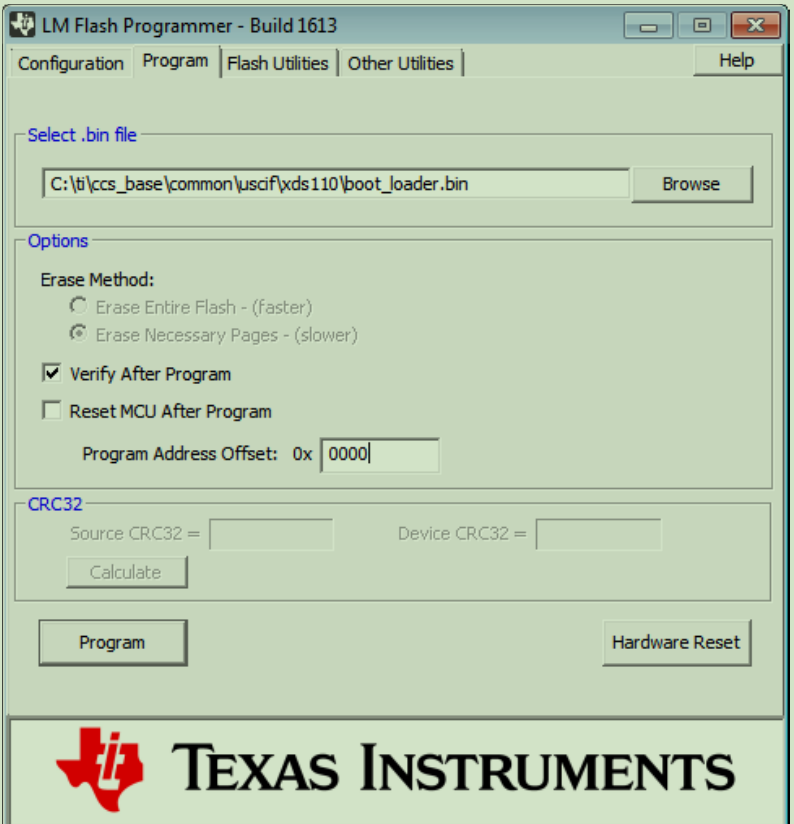 LM Flash Programmer - Build 1613
Configuration Program Flash Utilities Other Utilities Help
Select .bin file
C:\ti\ccs_base\common\uscif\xds110\boot_loader.bin Browse
Options
Erase Method:
Erase Entire Flash - (faster)
Erase Necessary Pages - (slower)
Verify After Program
Reset MCU After Program
Program Address Offset: 0x 0000
CRC32
Source CRC32 = Device CRC32 =
Calculate
Program Hardware Reset
TEXAS INSTRUMENTS